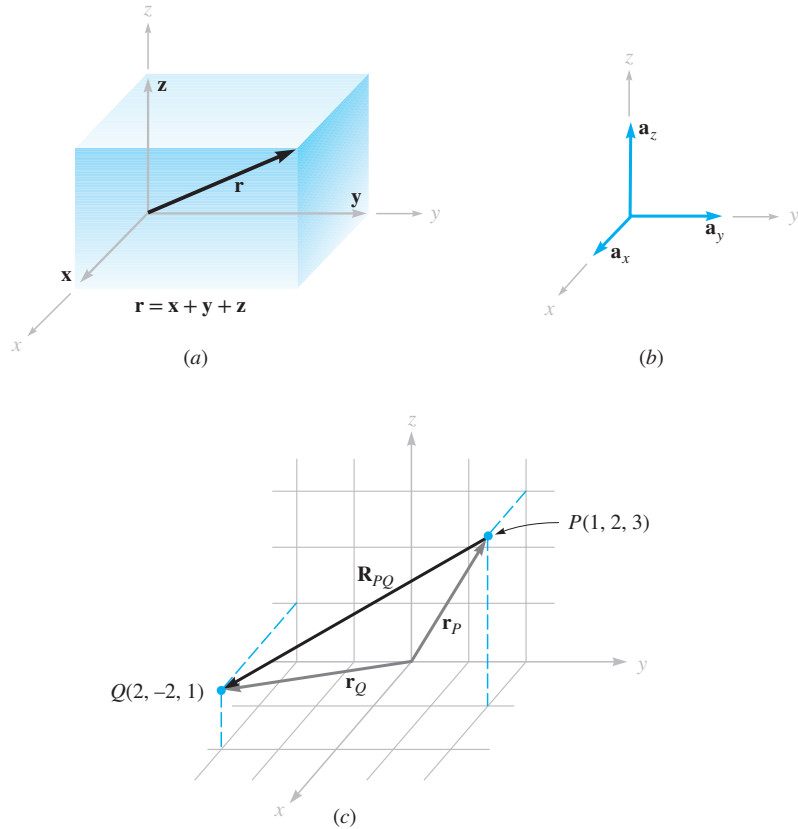 z
z
r
y
y
x
r = x + y + z
x
(a)
z
a_z
a_y
y
a_x
x
(b)
z
P(1, 2, 3)
R_PQ
r_P
r_Q
y
Q(2, –2, 1)
x
(c)